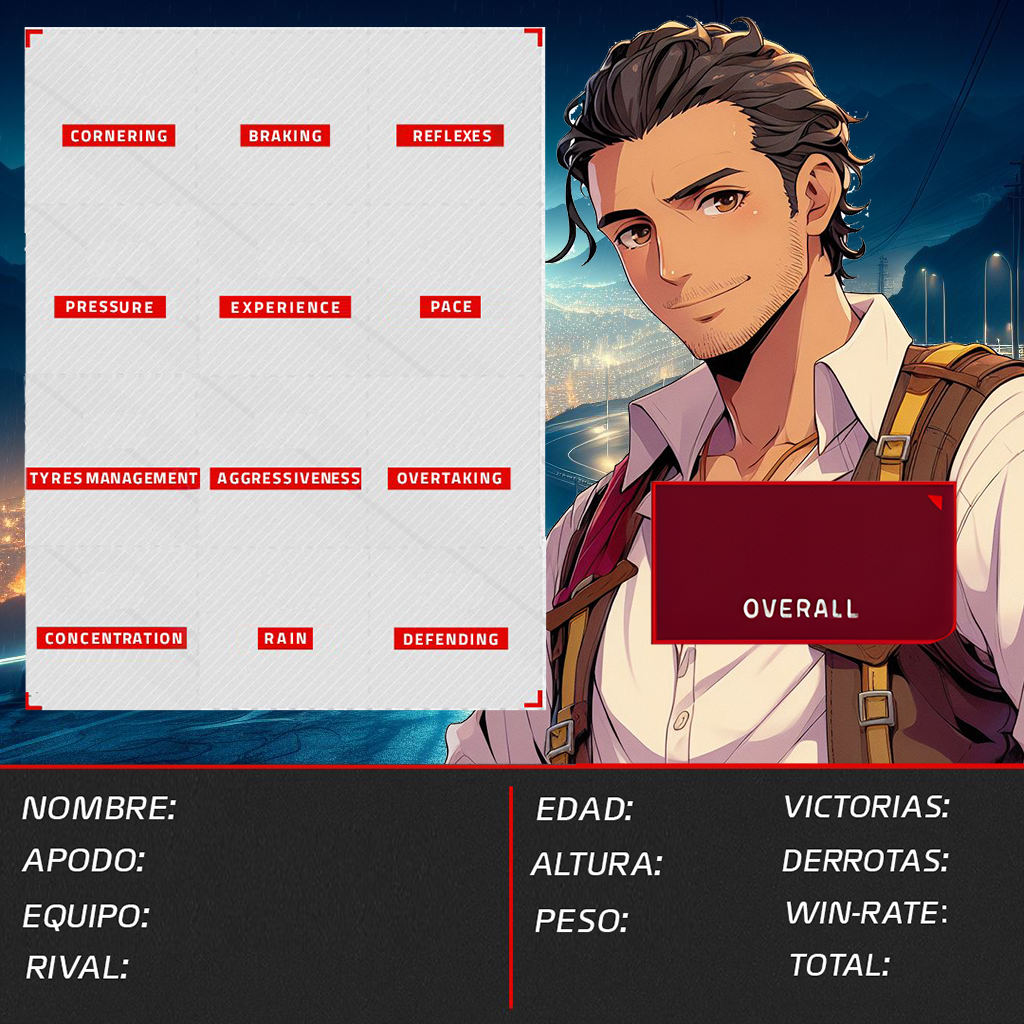 CORNERING BRAKING REFLEXES
PRESSURE EXPERIENCE PACE
TYRES MANAGEMENT AGGRESSIVENESS OVERTAKING
OVERALL
CONCENTRATION RAIN DEFENDING
NOMBRE:
APODO:
EQUIPO:
RIVAL:
EDAD:
ALTURA:
PESO:
VICTORIAS:
DERROTAS:
WIN-RATE:
TOTAL: